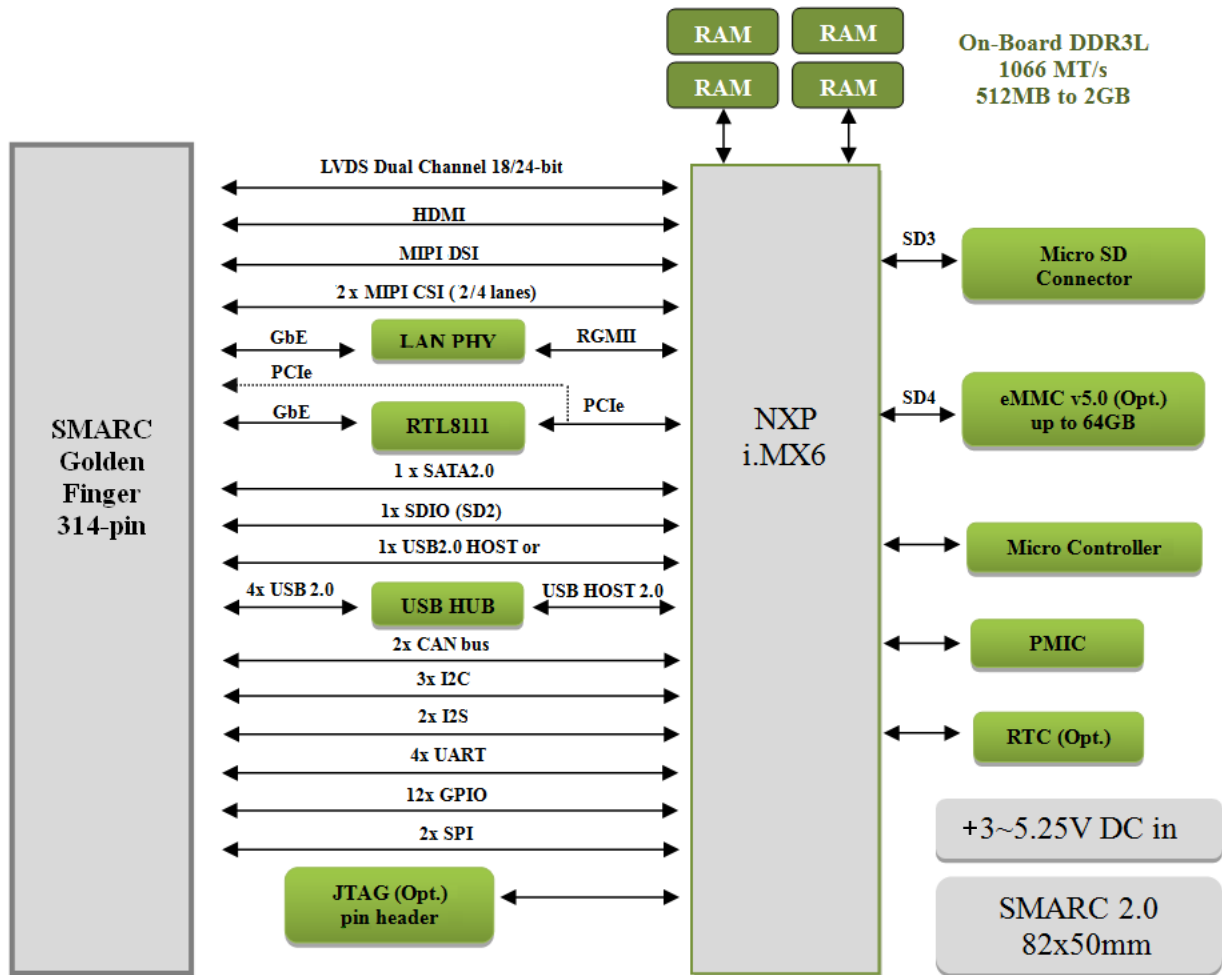 RAM
RAM
RAM
RAM
On-Board DDR3L
1066 MT/s
512MB to 2GB
SMARC
Golden
Finger
314-pin
LVDS Dual Channel 18/24-bit
HDMI
MIPI DSI
2x MIPI CSI ( 2/4 lanes)
GbE
LAN PHY
RGMII
PCIe
GbE
RTL8111
PCIe
1 x SATA2.0
1x SDIO (SD2)
1x USB2.0 HOST or
4x USB 2.0
USB HUB
USB HOST 2.0
2x CAN bus
3x I2C
2x I2S
4x UART
12x GPIO
2x SPI
JTAG (Opt.)
pin header
NXP
i.MX6
SD3
Micro SD
Connector
SD4
eMMC v5.0 (Opt.)
up to 64GB
Micro Controller
PMIC
RTC (Opt.)
+3~5.25V DC in
SMARC 2.0
82x50mm